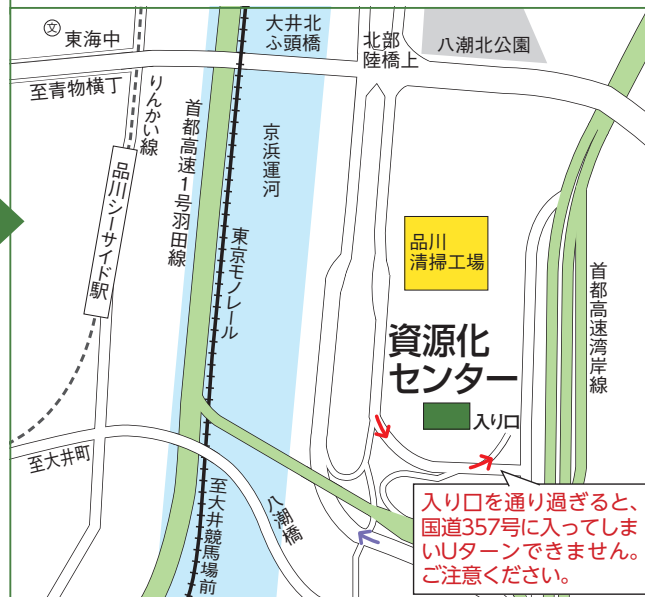 文
東海中
大井北
ふ頭橋
北部
陸橋上
八潮北公園
至青物横丁
りんかい線
首都高速1号羽田線
京浜運河
品川シーサイド駅
東京モノレール
品川
清掃工場
首都高速湾岸線
資源化
センター
入り口
至大井町
至大井競馬場前
八潮橋
入り口を通り過ぎると、
国道357号に入ってしま
いUターンできません。
ご注意ください。